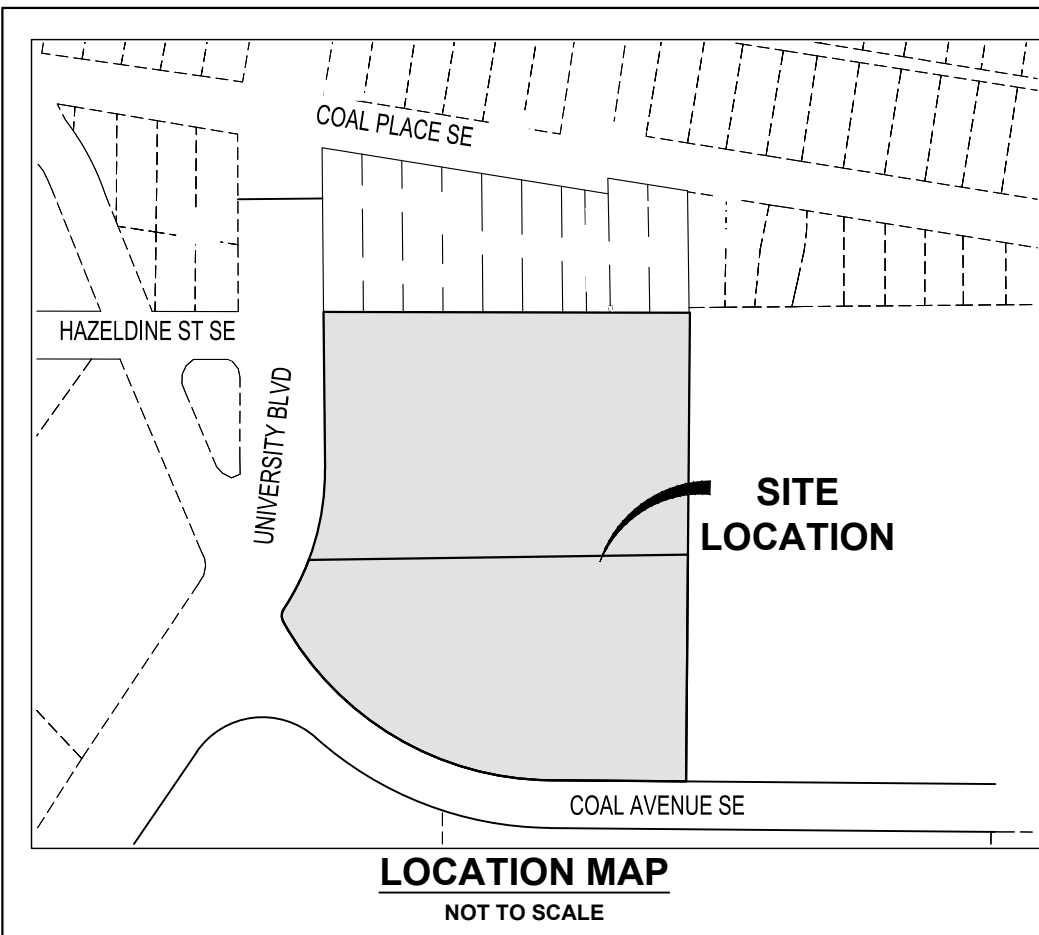 COAL PLACE SE
HAZELDINE ST SE
UNIVERSITY BLVD
SITE
LOCATION
COAL AVENUE SE
LOCATION MAP
NOT TO SCALE